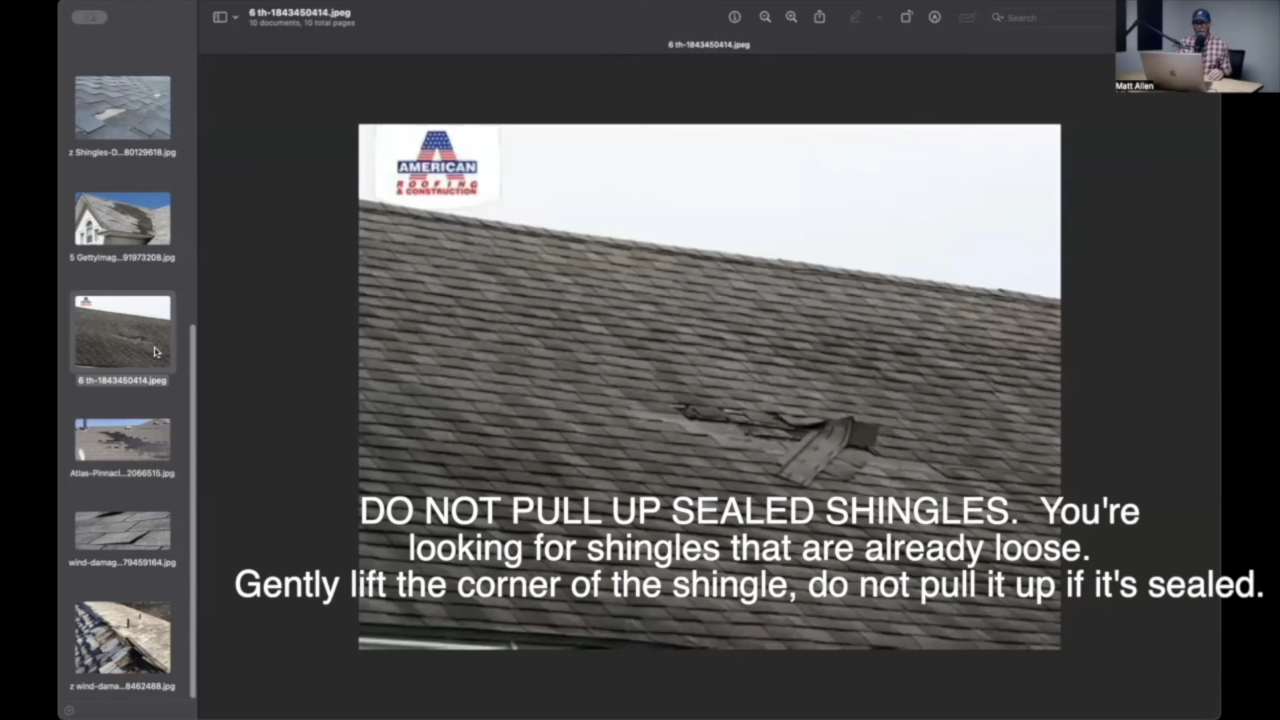 6 th-1843450414.jpeg
10 documents, 10 total pages
Search
6 th-1843450414.jpeg
Matt Allen
z Shingles-D...80129618.jpg
5 GettyImag...91973208.jpg
6 th-1843450414.jpeg
Atlas-Pinnacl...2066515.jpg
wind-damag...79459164.jpg
z wind-dama...8462488.jpg
A
AMERICAN
ROOFING
& CONSTRUCTION
DO NOT PULL UP SEALED SHINGLES.  You're
looking for shingles that are already loose.
Gently lift the corner of the shingle, do not pull it up if it's sealed.